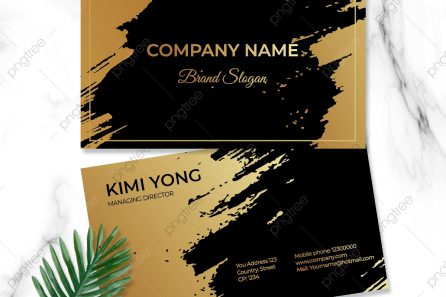 COMPANY NAME
Brand Slogan
KIMI YONG
MANAGING DIRECTOR
You Address 123
Country, Street
CP: 1234
Mobile phone 12300000
www.company.com
Mail: Yourname@hotmail.com
pngtree